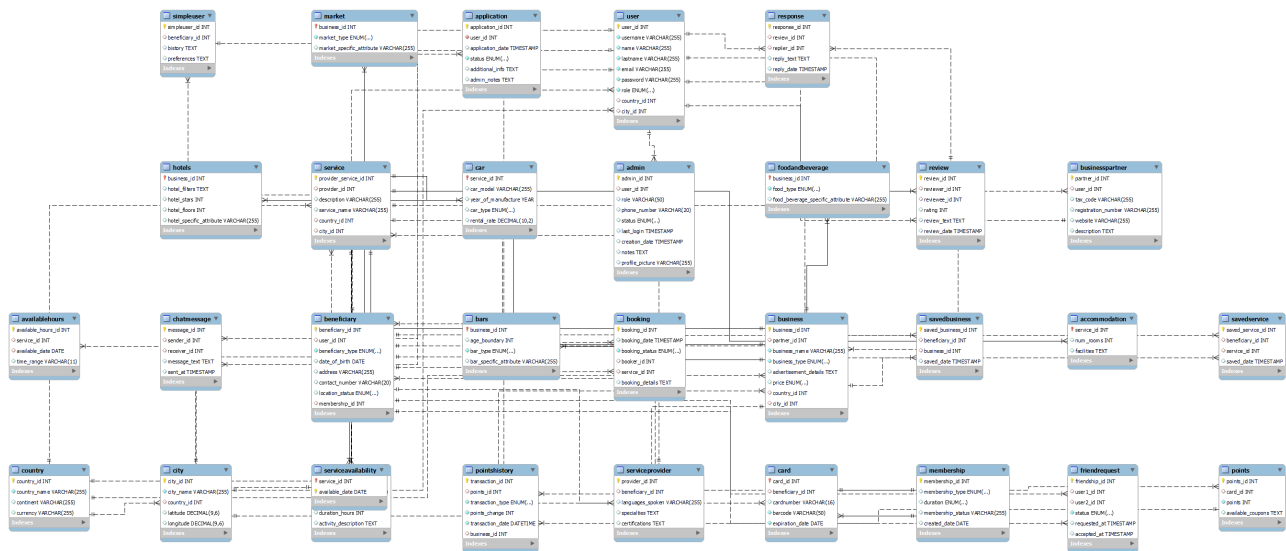 simpleuser
simpleuser_id INT
beneficiary_id INT
history TEXT
preferences TEXT
Indexes
market
business_id INT
market_type ENUM(...)
market_specific_attribute VARCHAR(255)
Indexes
application
application_id INT
user_id INT
application_date TIMESTAMP
status ENUM(...)
additional_info TEXT
admin_notes TEXT
Indexes
user
user_id INT
username VARCHAR(255)
name VARCHAR(255)
lastname VARCHAR(255)
email VARCHAR(255)
password VARCHAR(255)
role ENUM(...)
country_id INT
city_id INT
Indexes
response
response_id INT
review_id INT
replier_id INT
reply_text TEXT
reply_date TIMESTAMP
Indexes
hotels
business_id INT
hotel_filters TEXT
hotel_stars INT
hotel_floors INT
hotel_specific_attribute VARCHAR(255)
Indexes
service
provider_service_id INT
provider_id INT
description VARCHAR(255)
service_name VARCHAR(255)
country_id INT
city_id INT
Indexes
car
service_id INT
car_model VARCHAR(255)
year_of_manufacture YEAR
car_type ENUM(...)
rental_rate DECIMAL(10,2)
Indexes
admin
admin_id INT
user_id INT
role VARCHAR(50)
phone_number VARCHAR(20)
status ENUM(...)
last_login TIMESTAMP
creation_date TIMESTAMP
notes TEXT
profile_picture VARCHAR(255)
Indexes
foodandbeverage
business_id INT
food_type ENUM(...)
food_beverage_specific_attribute VARCHAR(255)
Indexes
review
review_id INT
reviewer_id INT
reviewee_id INT
rating INT
review_text TEXT
review_date TIMESTAMP
Indexes
businesspartner
partner_id INT
user_id INT
tax_code VARCHAR(255)
registration_number VARCHAR(255)
website VARCHAR(255)
description TEXT
Indexes
availablehours
available_hours_id INT
service_id INT
available_date DATE
time_range VARCHAR(11)
Indexes
chatmessage
message_id INT
sender_id INT
receiver_id INT
message_text TEXT
sent_at TIMESTAMP
Indexes
beneficiary
beneficiary_id INT
user_id INT
beneficiary_type ENUM(...)
date_of_birth DATE
address VARCHAR(255)
contact_number VARCHAR(20)
location_status ENUM(...)
membership_id INT
Indexes
bars
business_id INT
age_boundary INT
bar_type ENUM(...)
bar_specific_attribute VARCHAR(255)
Indexes
booking
booking_id INT
booking_date TIMESTAMP
booking_status ENUM(...)
booker_id INT
service_id INT
booking_details TEXT
Indexes
business
business_id INT
partner_id INT
business_name VARCHAR(255)
business_type ENUM(...)
advertisement_details TEXT
price ENUM(...)
country_id INT
city_id INT
Indexes
savedbusiness
saved_business_id INT
beneficiary_id INT
business_id INT
saved_date TIMESTAMP
Indexes
accommodation
service_id INT
num_rooms INT
facilities TEXT
Indexes
savedservice
saved_service_id INT
beneficiary_id INT
service_id INT
saved_date TIMESTAMP
Indexes
country
country_id INT
country_name VARCHAR(255)
continent VARCHAR(255)
currency VARCHAR(255)
Indexes
city
city_id INT
city_name VARCHAR(255)
country_id INT
latitude DECIMAL(9,6)
longitude DECIMAL(9,6)
Indexes
serviceavailability
service_id INT
available_date DATE
Indexes
duration_hours INT
activity_description TEXT
Indexes
pointshistory
transaction_id INT
points_id INT
transaction_type ENUM(...)
points_change INT
transaction_date DATETIME
business_id INT
Indexes
serviceprovider
provider_id INT
beneficiary_id INT
languages_spoken VARCHAR(255)
specialties TEXT
certifications TEXT
Indexes
card
card_id INT
beneficiary_id INT
cardnumber VARCHAR(16)
barcode VARCHAR(50)
expiration_date DATE
Indexes
membership
membership_id INT
membership_type ENUM(...)
duration ENUM(...)
membership_status VARCHAR(255)
created_date DATE
Indexes
friendrequest
friendship_id INT
user1_id INT
user2_id INT
status ENUM(...)
requested_at TIMESTAMP
accepted_at TIMESTAMP
Indexes
points
points_id INT
card_id INT
points INT
available_coupons TEXT
Indexes